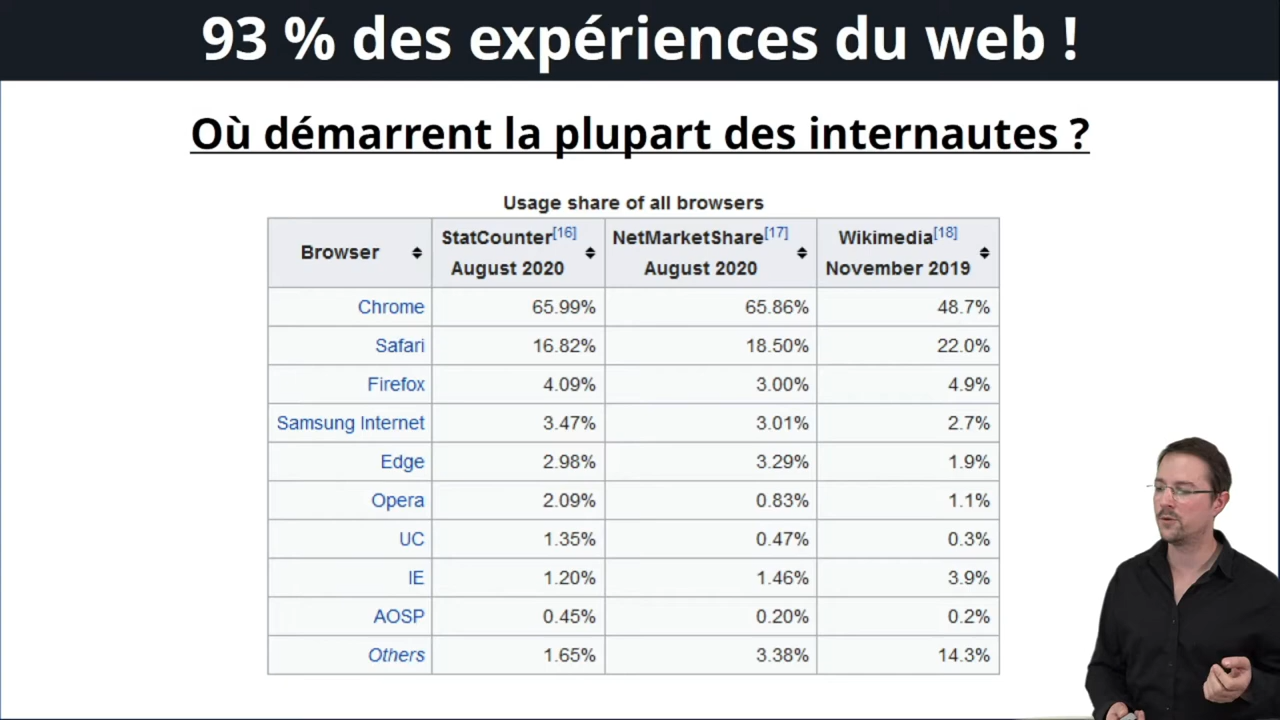 93 % des expériences du web !
Où démarrent la plupart des internautes ?
Usage share of all browsers
Browser StatCounter[16] August 2020 NetMarketShare[17] August 2020 Wikimedia[18] November 2019
Chrome 65.99% 65.86% 48.7%
Safari 16.82% 18.50% 22.0%
Firefox 4.09% 3.00% 4.9%
Samsung Internet 3.47% 3.01% 2.7%
Edge 2.98% 3.29% 1.9%
Opera 2.09% 0.83% 1.1%
UC 1.35% 0.47% 0.3%
IE 1.20% 1.46% 3.9%
AOSP 0.45% 0.20% 0.2%
Others 1.65% 3.38% 14.3%